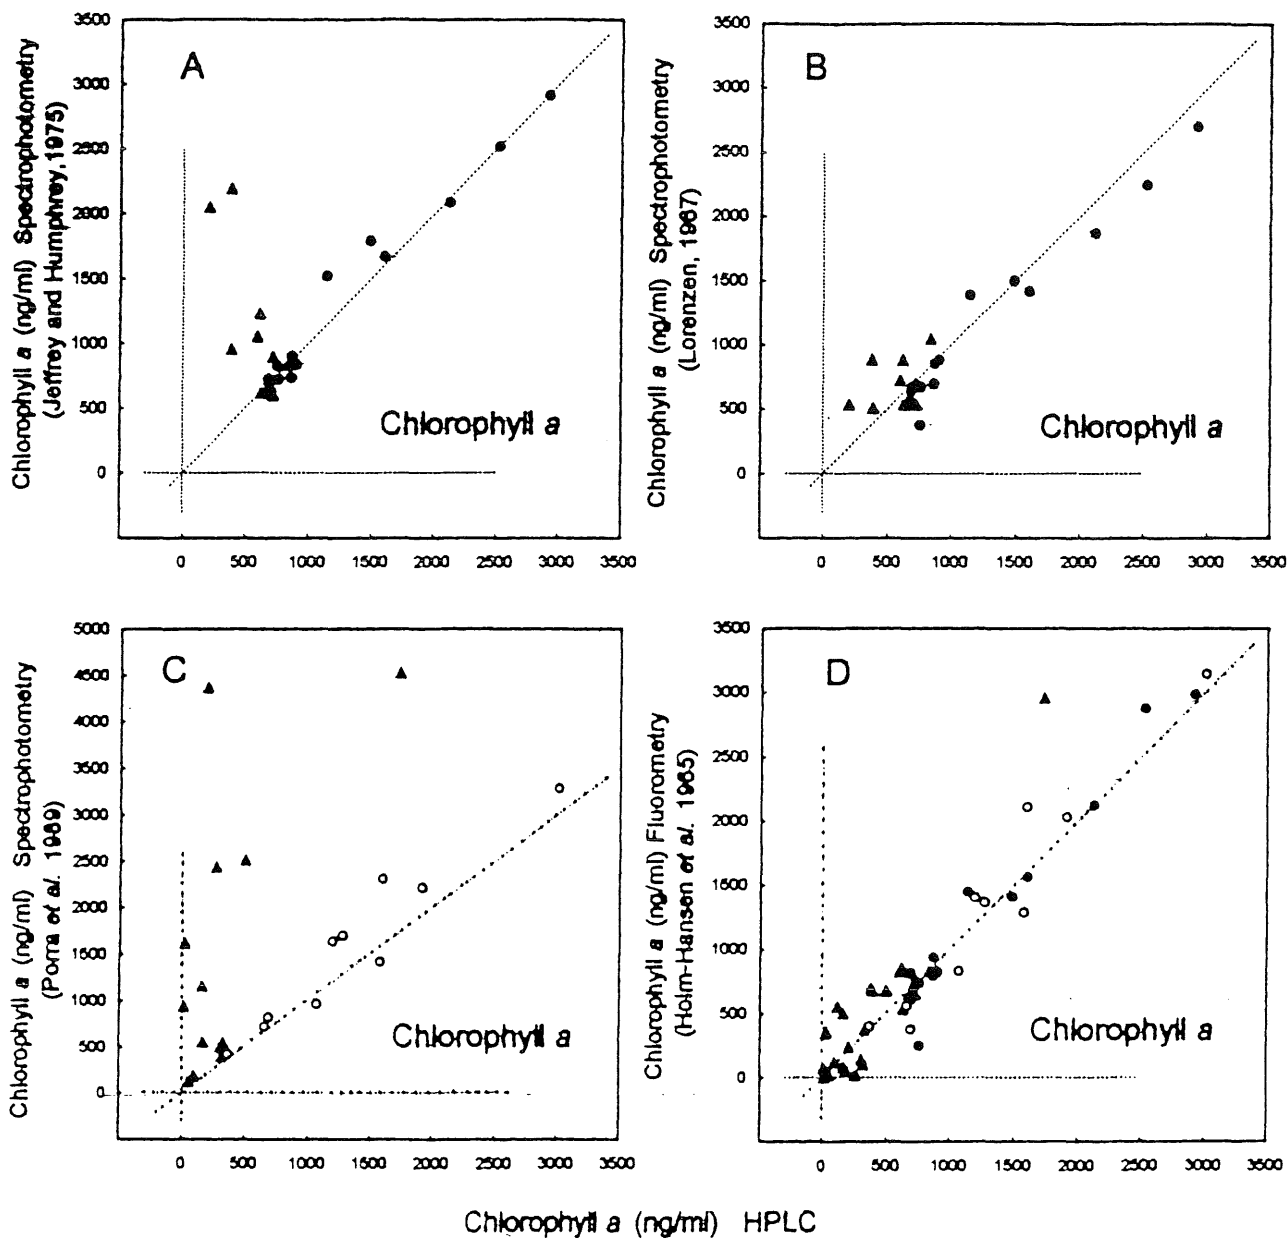 A
Chlorophyll a (ng/ml) Spectrophotometry
(Jeffrey and Humphrey, 1975)
3500
3000
2500
2000
1500
1000
500
0
Chlorophyll a
0 500 1000 1500 2000 2500 3000 3500
B
Chlorophyll a (ng/ml) Spectrophotometry
(Lorenzen, 1967)
3500
3000
2500
2000
1500
1000
500
0
Chlorophyll a
0 500 1000 1500 2000 2500 3000 3500
C
Chlorophyll a (ng/ml) Spectrophotometry
(Porra et al. 1989)
5000
4500
4000
3500
3000
2500
2000
1500
1000
500
0
Chlorophyll a
0 500 1000 1500 2000 2500 3000 3500
D
Chlorophyll a (ng/ml) Fluorometry
(Holm-Hansen et al. 1965)
3500
3000
2500
2000
1500
1000
500
0
Chlorophyll a
0 500 1000 1500 2000 2500 3000 3500
Chlorophyll a (ng/ml) HPLC